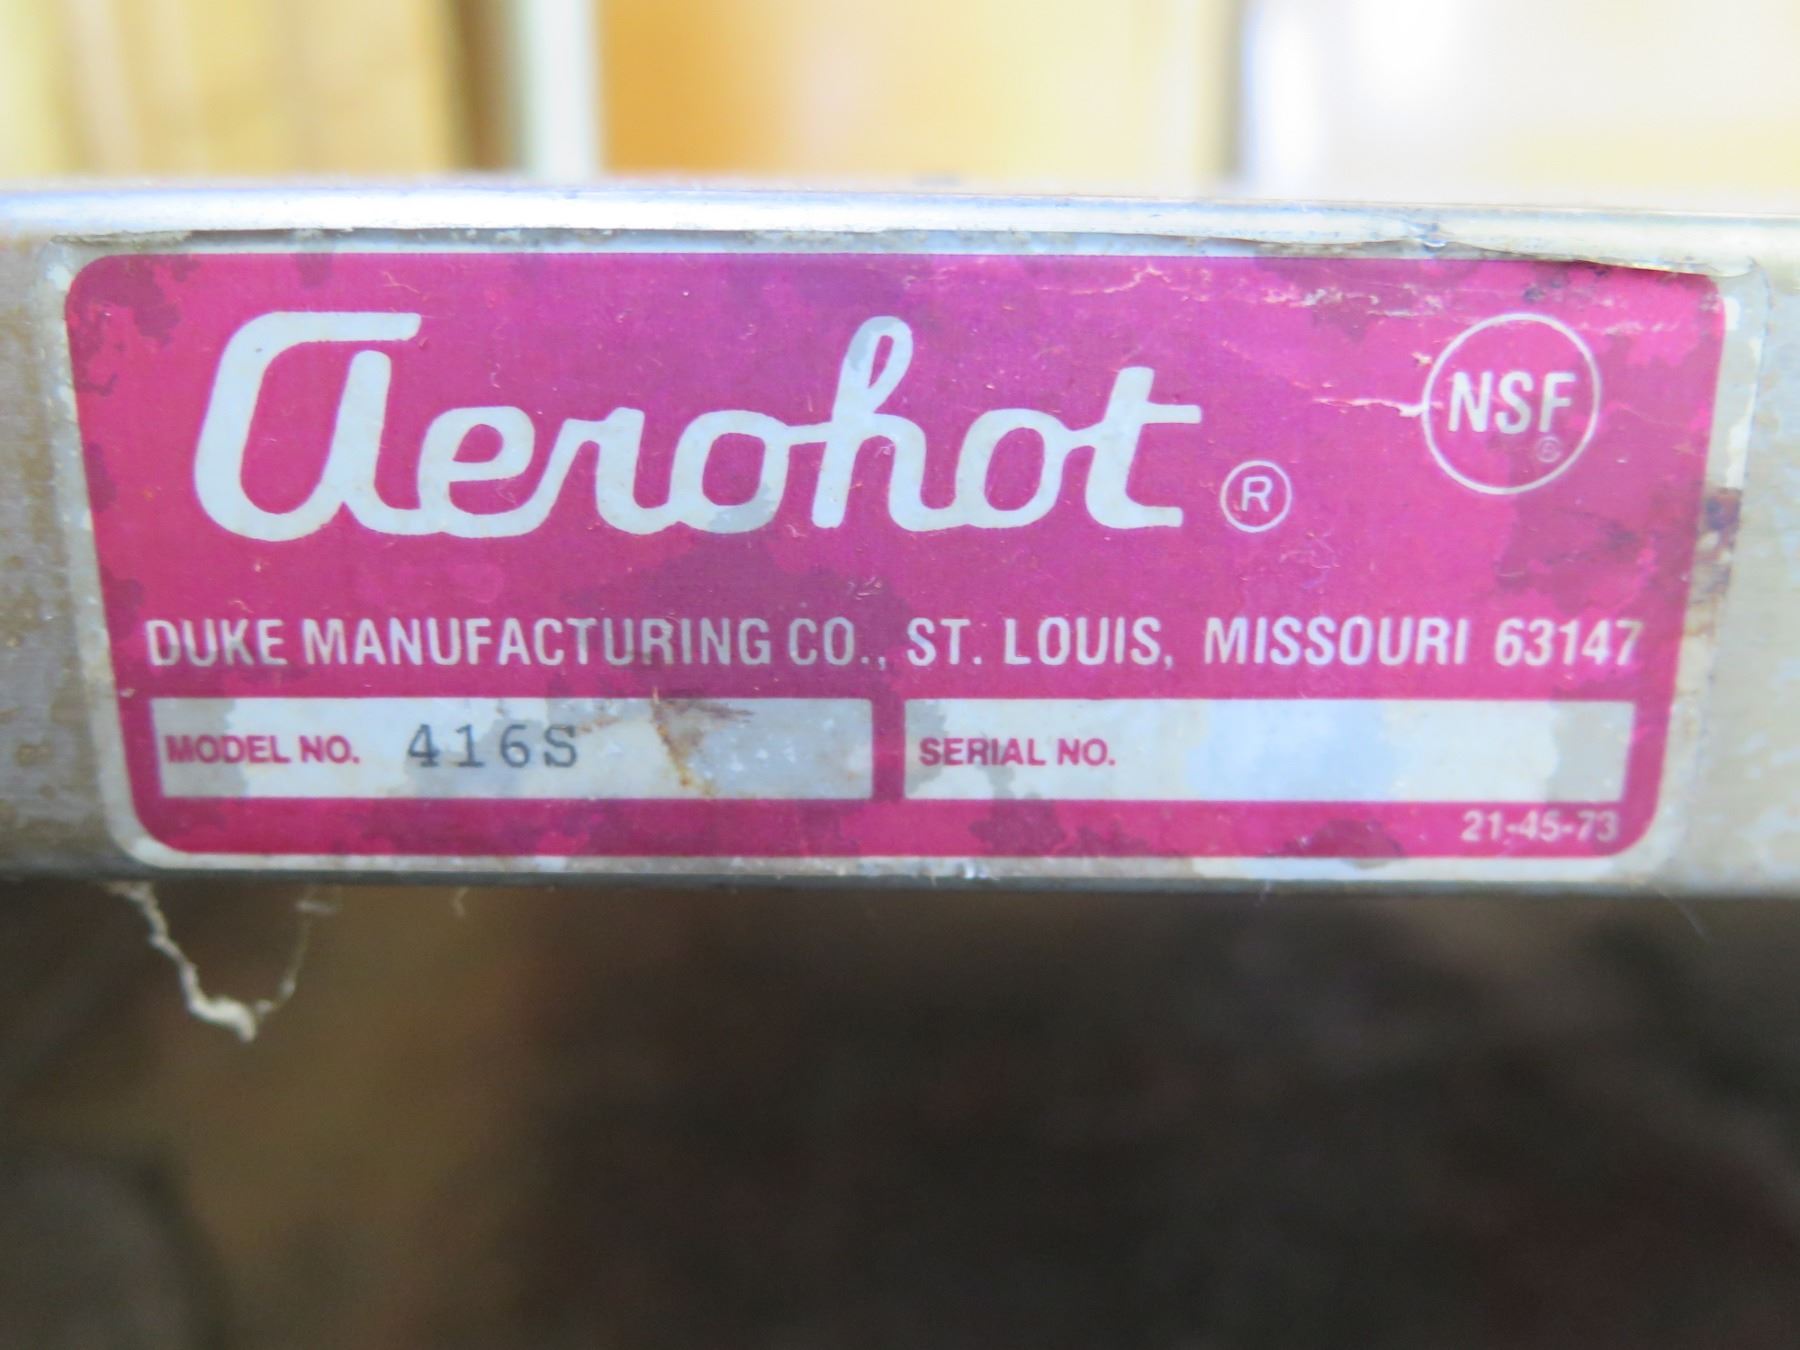 Aerohot ®
NSF ®
DUKE MANUFACTURING CO., ST. LOUIS, MISSOURI 63147
MODEL NO. 416S SERIAL NO.
21-45-73